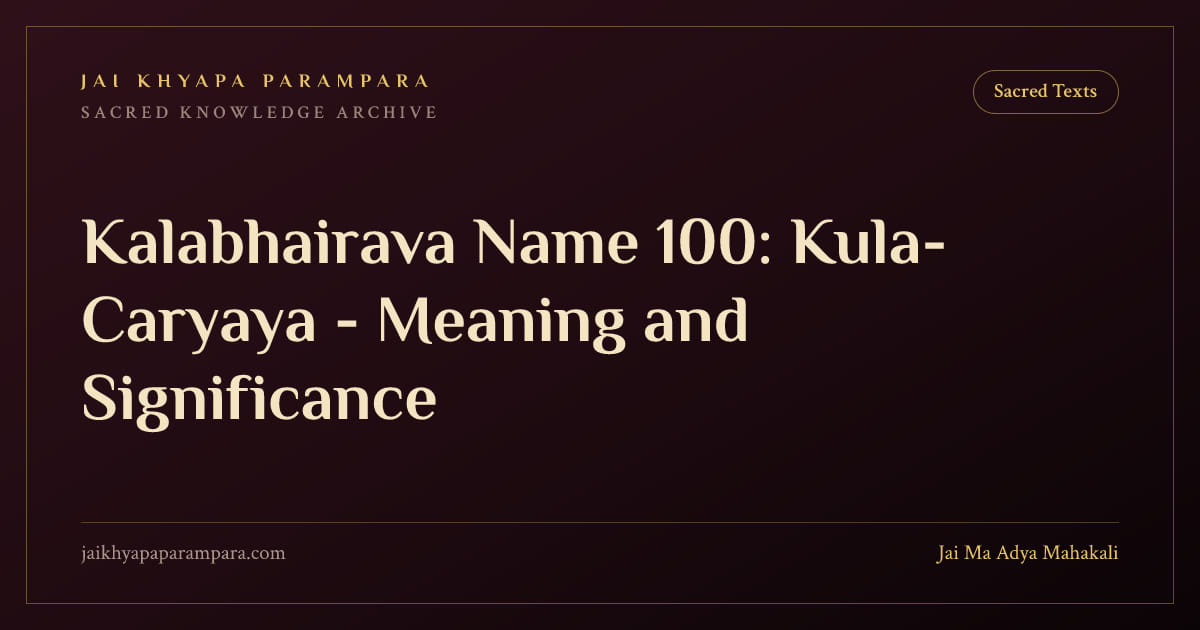 JAI KHYAPA PARAMPARA
SACRED KNOWLEDGE ARCHIVE
Sacred Texts
Kalabhairava Name 100: Kula-
Caryaya - Meaning and
Significance
jaikhyapaparampara.com
Jai Ma Adya Mahakali